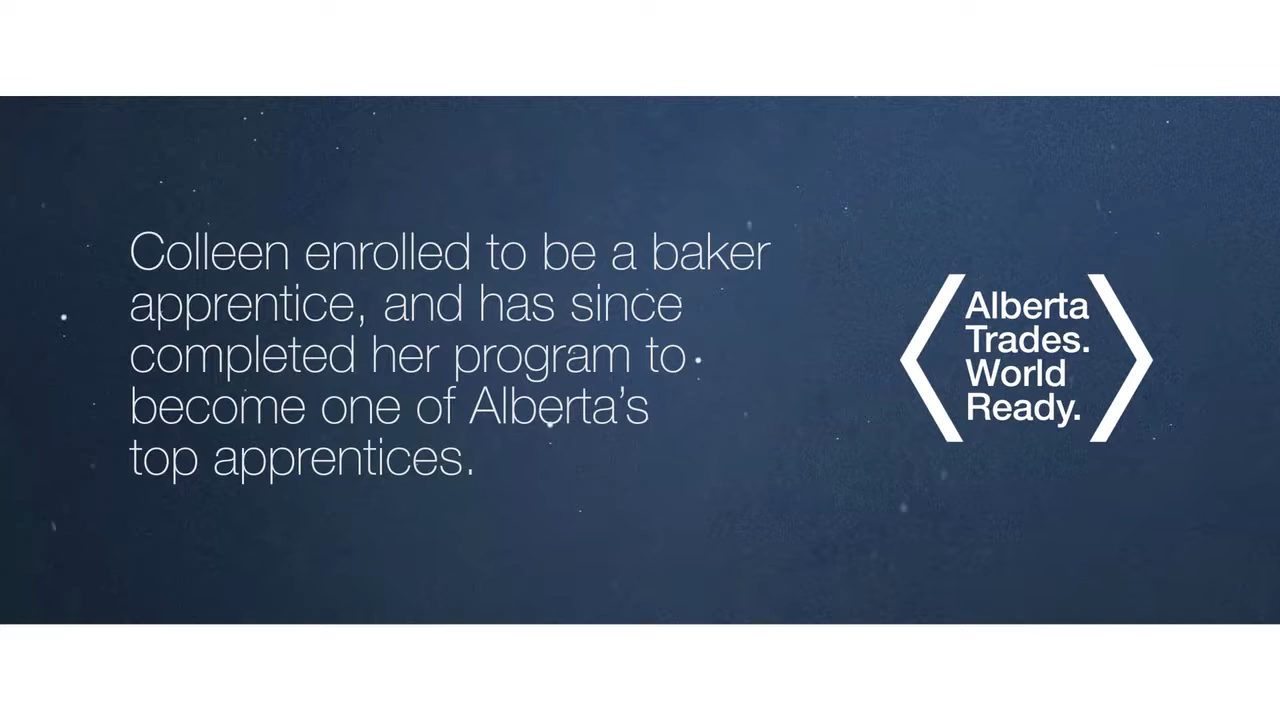 Colleen enrolled to be a baker
apprentice, and has since
completed her program to
become one of Alberta’s
top apprentices.
Alberta
Trades.
World
Ready.